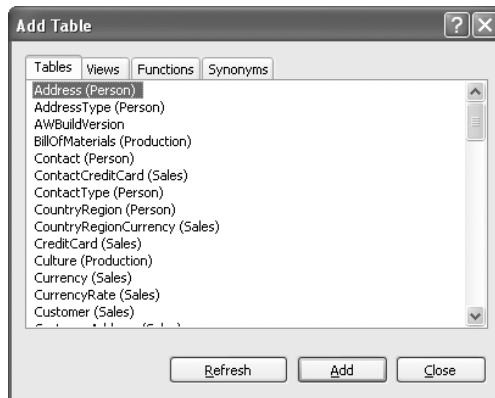 Add Table
Tables Views Functions Synonyms
Address (Person)
AddressType (Person)
AWBuildVersion
BillOfMaterials (Production)
Contact (Person)
ContactCreditCard (Sales)
ContactType (Person)
CountryRegion (Person)
CountryRegionCurrency (Sales)
CreditCard (Sales)
Culture (Production)
Currency (Sales)
CurrencyRate (Sales)
Customer (Sales)
Refresh Add Close